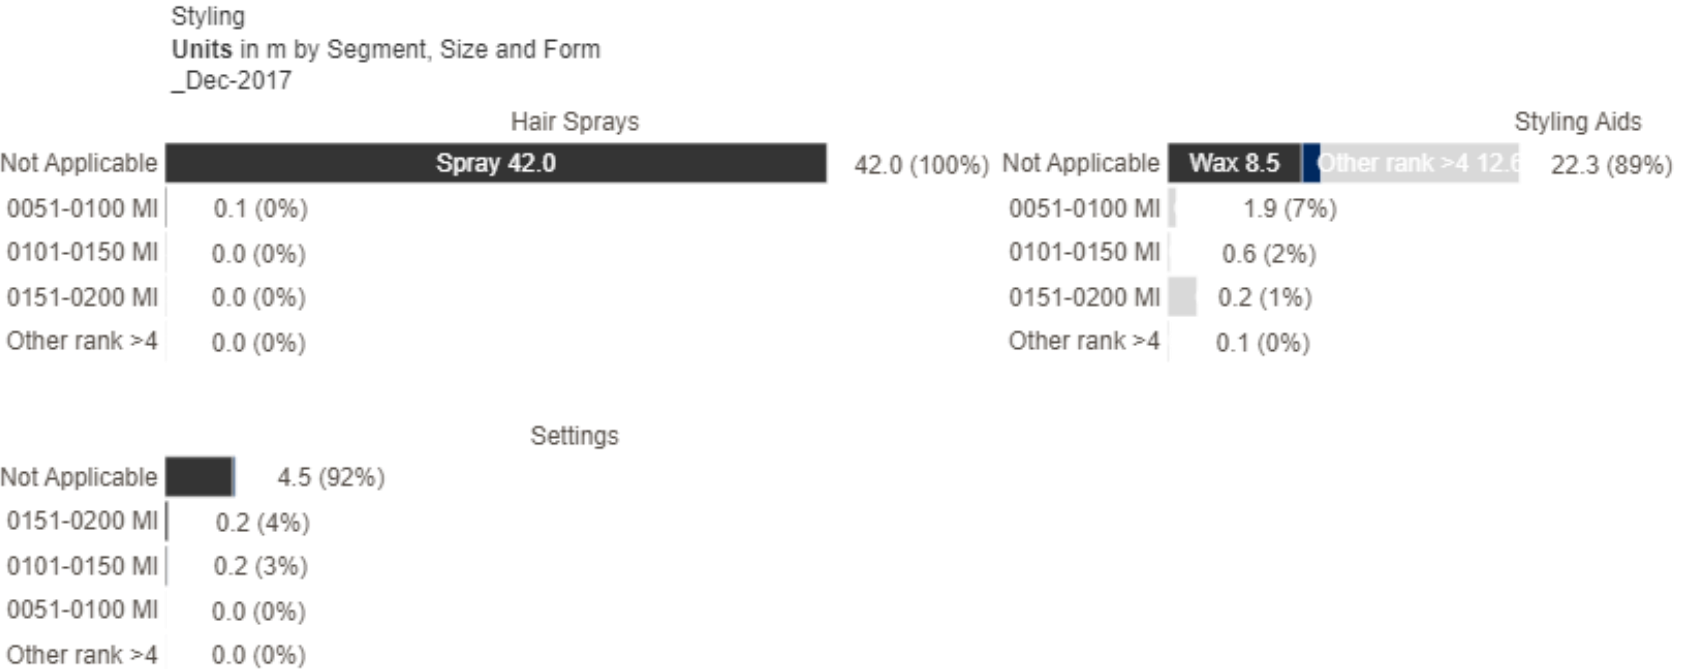 Styling
Units in m by Segment, Size and Form
_Dec-2017
Hair Sprays
Not Applicable Spray 42.0 42.0 (100%)
0051-0100 Ml 0.1 (0%)
0101-0150 Ml 0.0 (0%)
0151-0200 Ml 0.0 (0%)
Other rank >4 0.0 (0%)
Styling Aids
Not Applicable Wax 8.5 Other rank >4 12.6 22.3 (89%)
0051-0100 Ml 1.9 (7%)
0101-0150 Ml 0.6 (2%)
0151-0200 Ml 0.2 (1%)
Other rank >4 0.1 (0%)
Settings
Not Applicable 4.5 (92%)
0151-0200 Ml 0.2 (4%)
0101-0150 Ml 0.2 (3%)
0051-0100 Ml 0.0 (0%)
Other rank >4 0.0 (0%)